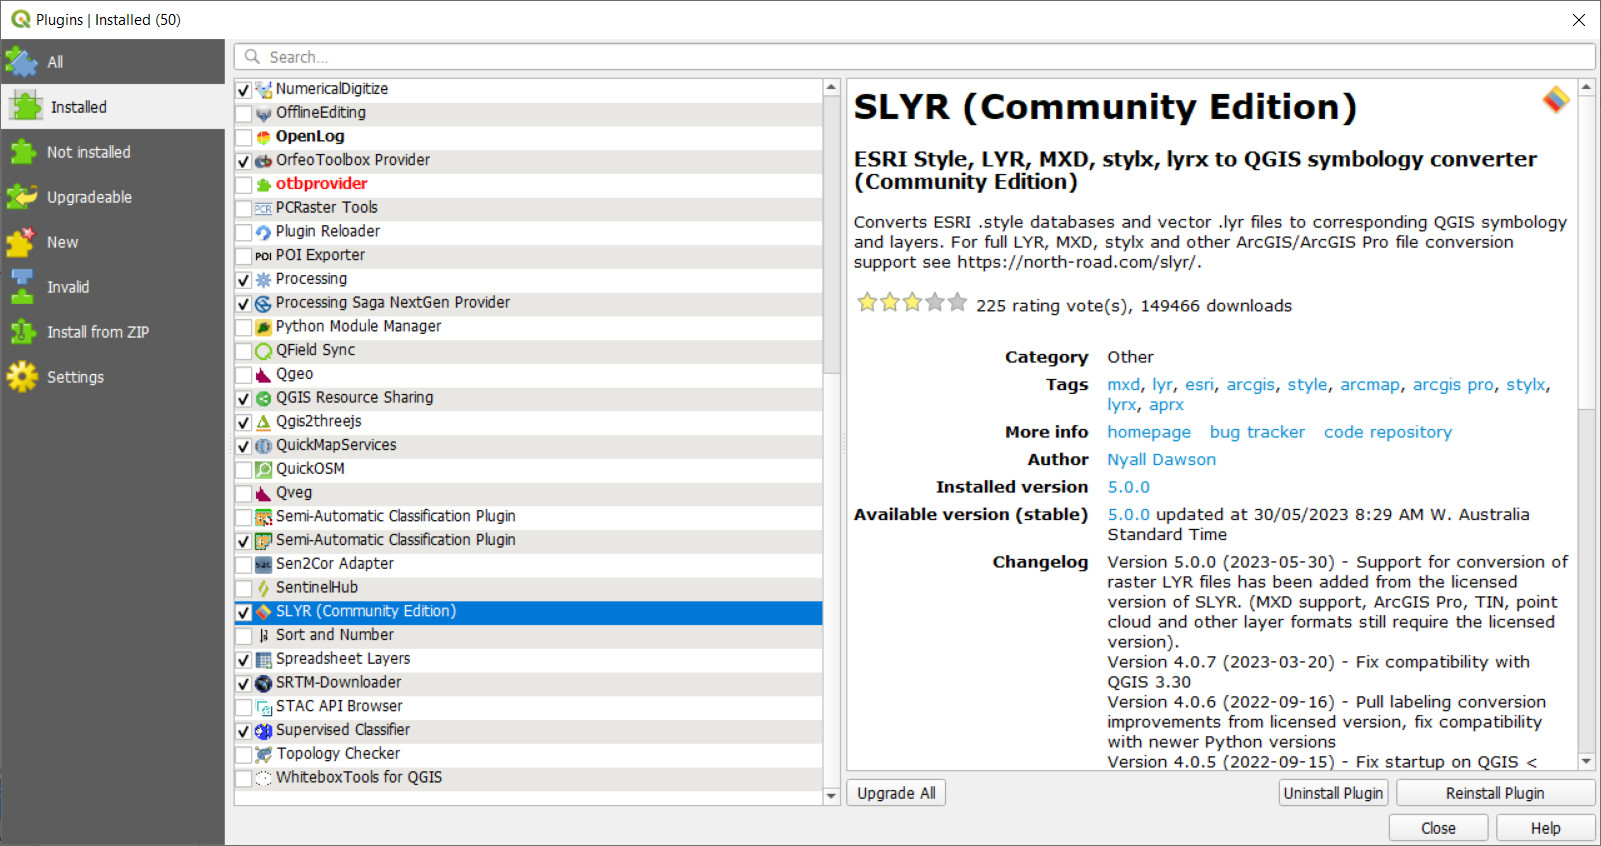 Plugins | Installed (50)
All
Installed
Not installed
Upgradeable
New
Invalid
Install from ZIP
Settings
Search...
NumericalDigitize
OfflineEditing
OpenLog
OrfeoToolbox Provider
otbprovider
PCR PCRaster Tools
Plugin Reloader
POI POI Exporter
Processing
Processing Saga NextGen Provider
Python Module Manager
QField Sync
Qgeo
QGIS Resource Sharing
Qgis2threejs
QuickMapServices
QuickOSM
Qveg
Semi-Automatic Classification Plugin
Semi-Automatic Classification Plugin
Sen2Cor Adapter
SentinelHub
SLYR (Community Edition)
Sort and Number
Spreadsheet Layers
SRTM-Downloader
STAC API Browser
Supervised Classifier
Topology Checker
WhiteboxTools for QGIS
SLYR (Community Edition)
ESRI Style, LYR, MXD, stylx, lyrx to QGIS symbology converter
(Community Edition)
Converts ESRI .style databases and vector .lyr files to corresponding QGIS symbology
and layers. For full LYR, MXD, stylx and other ArcGIS/ArcGIS Pro file conversion
support see https://north-road.com/slyr/.
225 rating vote(s), 149466 downloads
Category Other
Tags mxd, lyr, esri, arcgis, style, arcmap, arcgis pro, stylx,
lyrx, aprx
More info homepage bug tracker code repository
Author Nyall Dawson
Installed version 5.0.0
Available version (stable) 5.0.0 updated at 30/05/2023 8:29 AM W. Australia
Standard Time
Changelog Version 5.0.0 (2023-05-30) - Support for conversion of
raster LYR files has been added from the licensed
version of SLYR. (MXD support, ArcGIS Pro, TIN, point
cloud and other layer formats still require the licensed
version).
Version 4.0.7 (2023-03-20) - Fix compatibility with
QGIS 3.30
Version 4.0.6 (2022-09-16) - Pull labeling conversion
improvements from licensed version, fix compatibility
with newer Python versions
Version 4.0.5 (2022-09-15) - Fix startup on QGIS <
Upgrade All
Uninstall Plugin
Reinstall Plugin
Close
Help